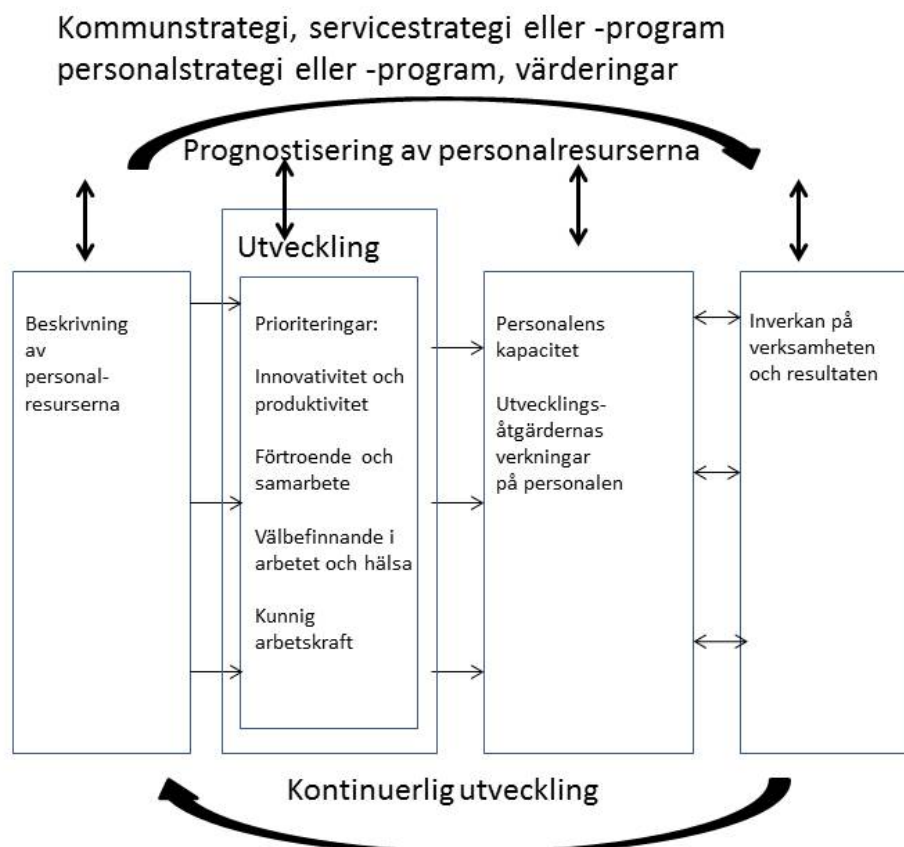 Kommunstrategi, servicestrategi eller -program
personalstrategi eller -program, värderingar
Prognostisering av personalresurserna
Beskrivning
av
personal-
resurserna
Utveckling
Prioriteringar:
Innovativitet och
produktivitet
Förtroende och
samarbete
Välbefinnande i
arbetet och hälsa
Kunnig
arbetskraft
Personalens
kapacitet
Utvecklings-
åtgärdernas
verkningar
på personalen
Inverkan på
verksamheten
och resultaten
Kontinuerlig utveckling